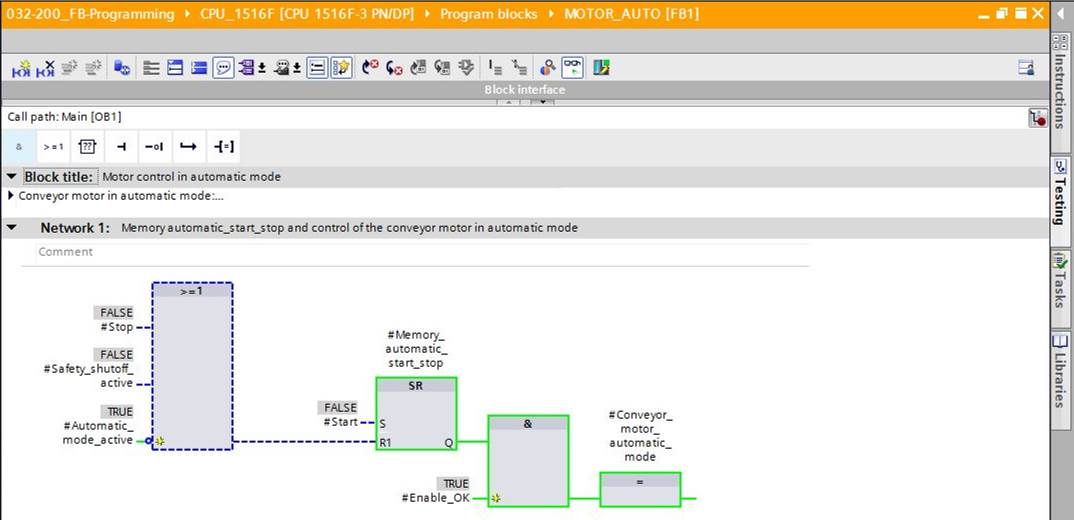 032-200_FB-Programming ▸ CPU_1516F [CPU 1516F-3 PN/DP] ▸ Program blocks ▸ MOTOR_AUTO [FB1]
Block interface
Call path: Main [OB1]
& >=1 ??
Block title: Motor control in automatic mode
Conveyor motor in automatic mode:...
Network 1: Memory automatic_start_stop and control of the conveyor motor in automatic mode
Comment
>=1
FALSE
#Stop
FALSE
#Safety_shutoff_
active
TRUE
#Automatic_
mode_active
#Memory_
automatic_
start_stop
SR
FALSE
#Start
S
R1 Q
&
TRUE
#Enable_OK
#Conveyor_
motor_
automatic_
mode
=
Instructions
Testing
Tasks
Libraries